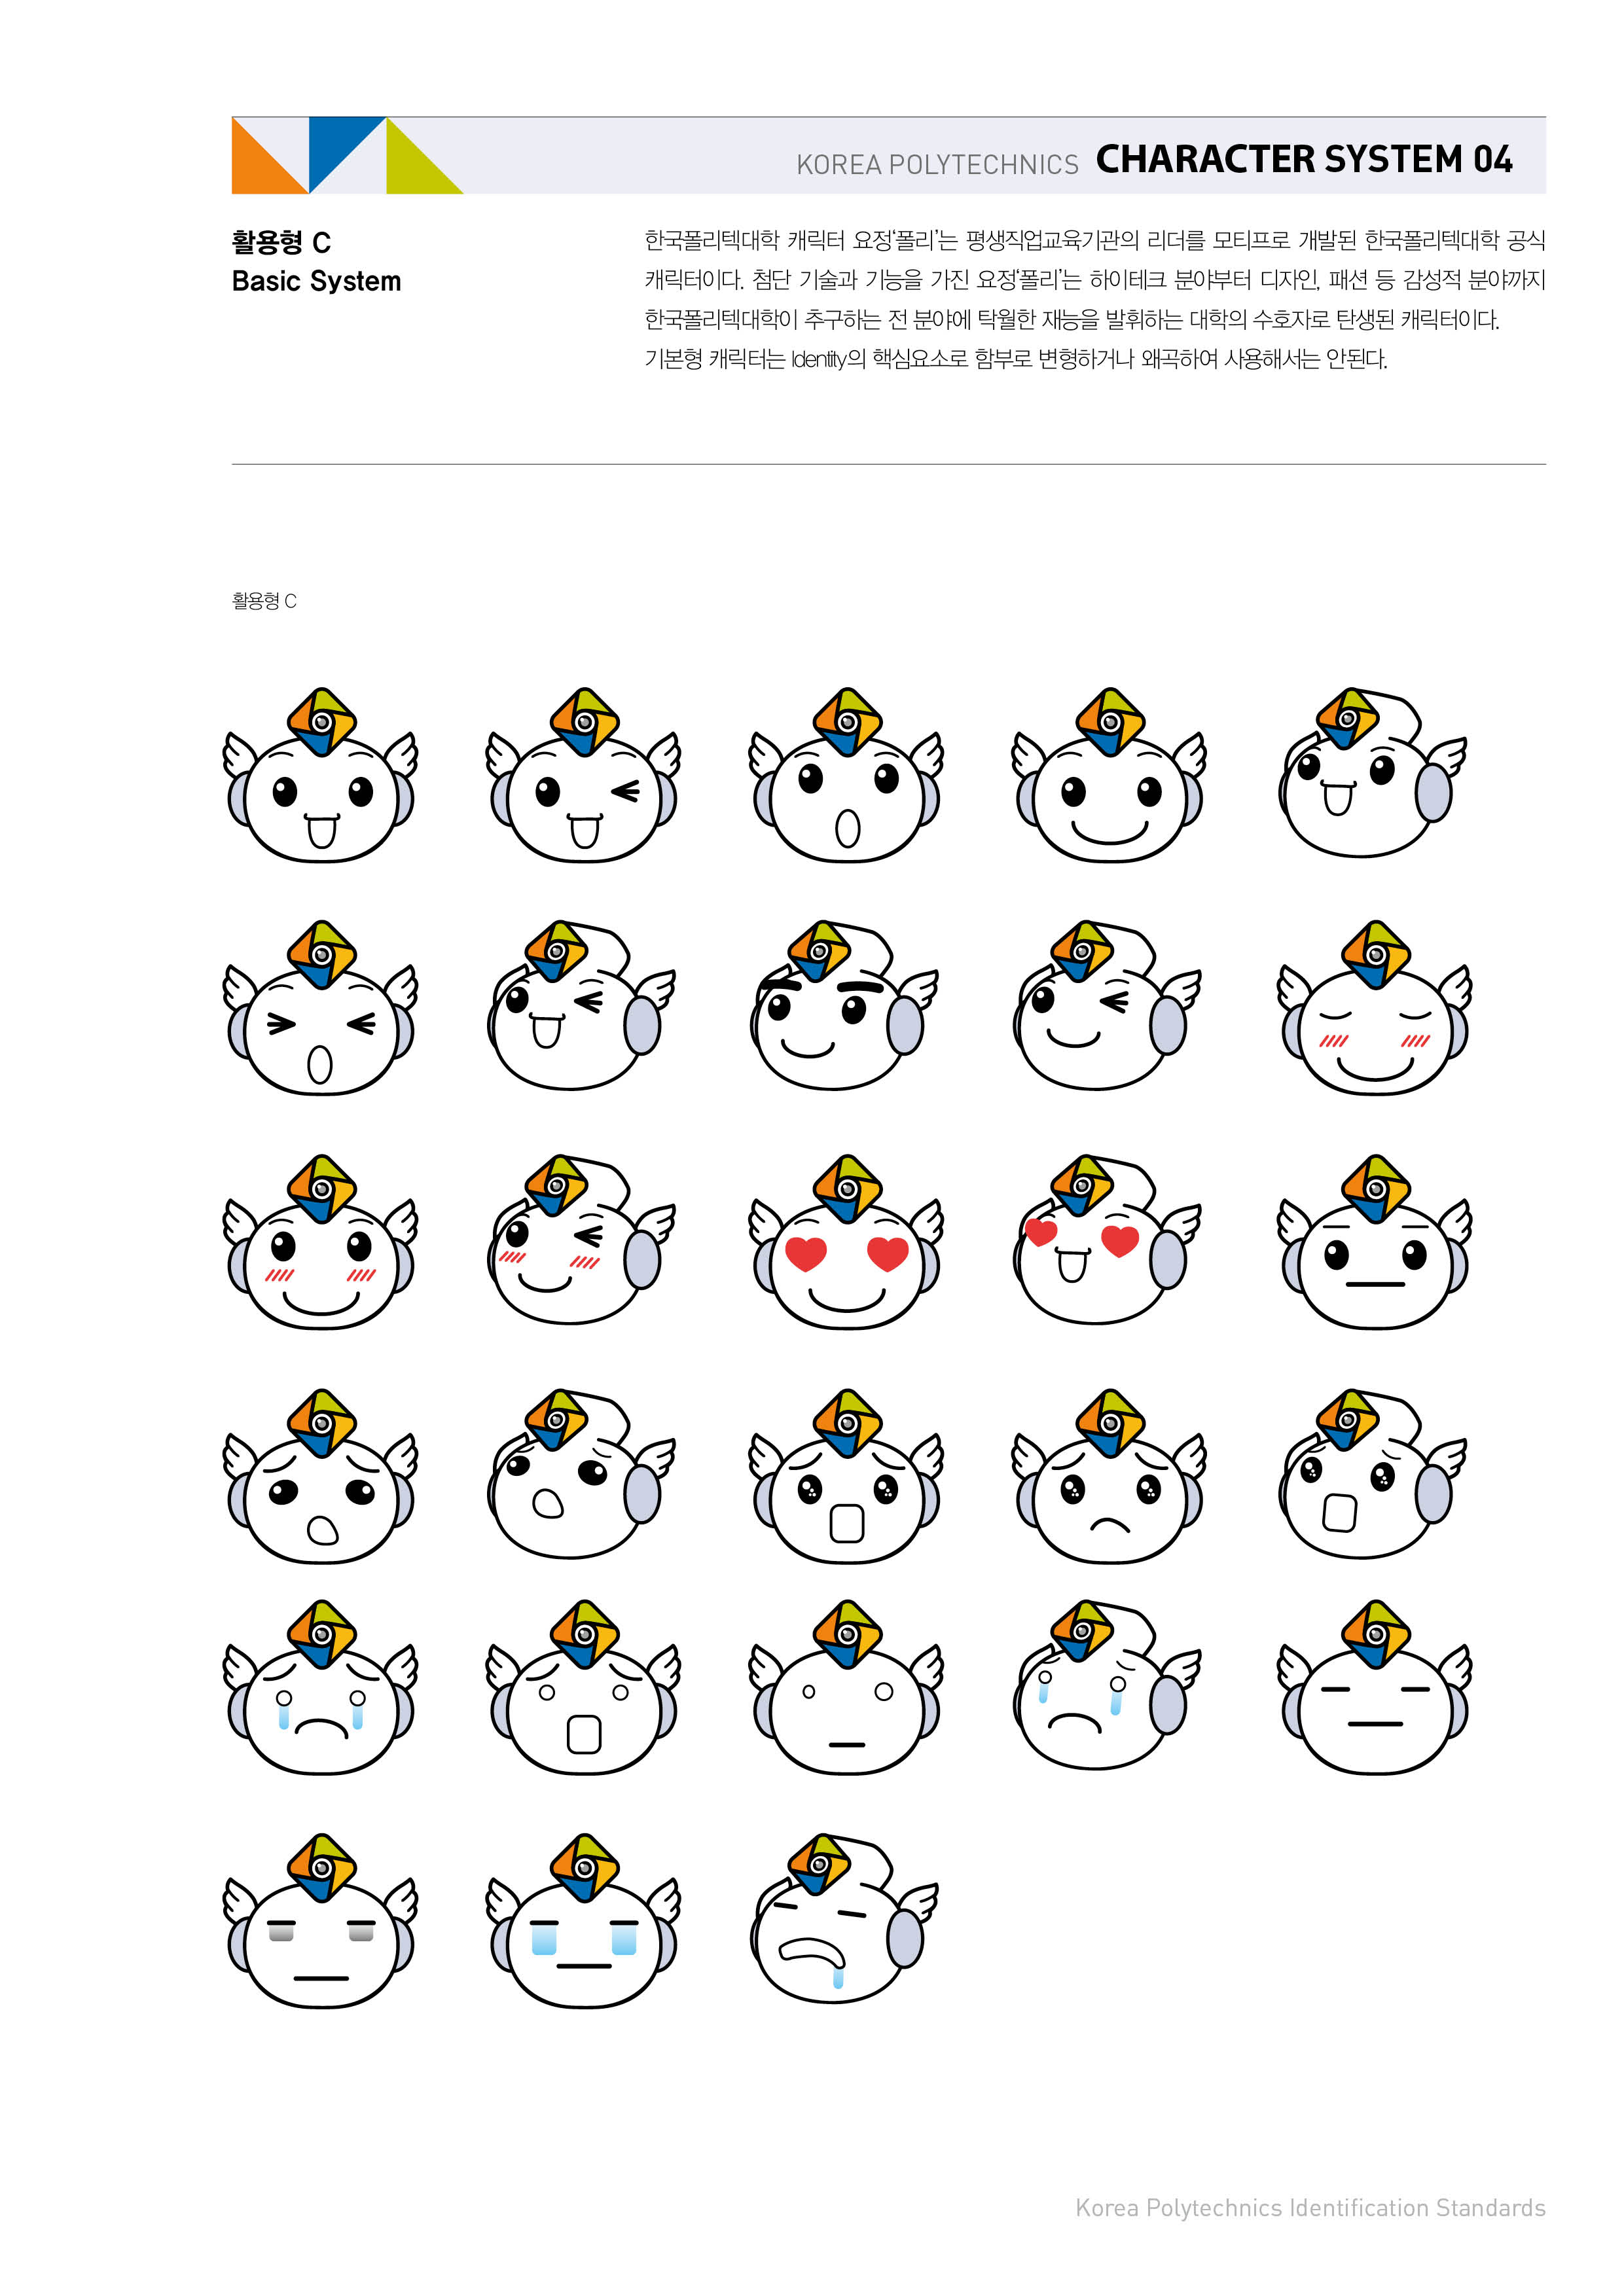 KOREA POLYTECHNICS CHARACTER SYSTEM 04
활용형 C
Basic System
한국폴리텍대학 캐릭터 요정‘폴리’는 평생직업교육기관의 리더를 모티프로 개발된 한국폴리텍대학 공식
캐릭터이다. 첨단 기술과 기능을 가진 요정‘폴리’는 하이테크 분야부터 디자인, 패션 등 감성적 분야까지
한국폴리텍대학이 추구하는 전 분야에 탁월한 재능을 발휘하는 대학의 수호자로 탄생된 캐릭터이다.
기본형 캐릭터는 Identity의 핵심요소로 함부로 변형하거나 왜곡하여 사용해서는 안된다.
활용형 C
Korea Polytechnics Identification Standards